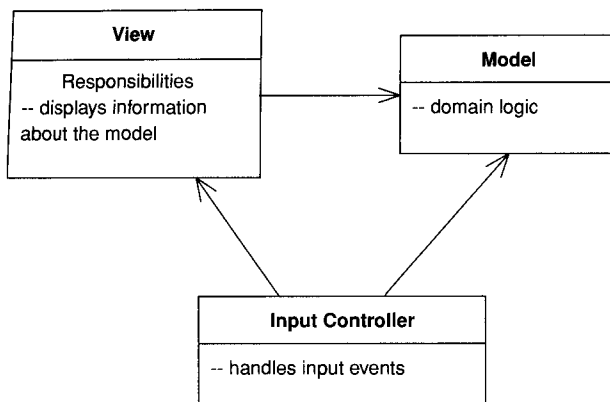 View
Responsibilities
-- displays information
about the model
Model
-- domain logic
Input Controller
-- handles input events